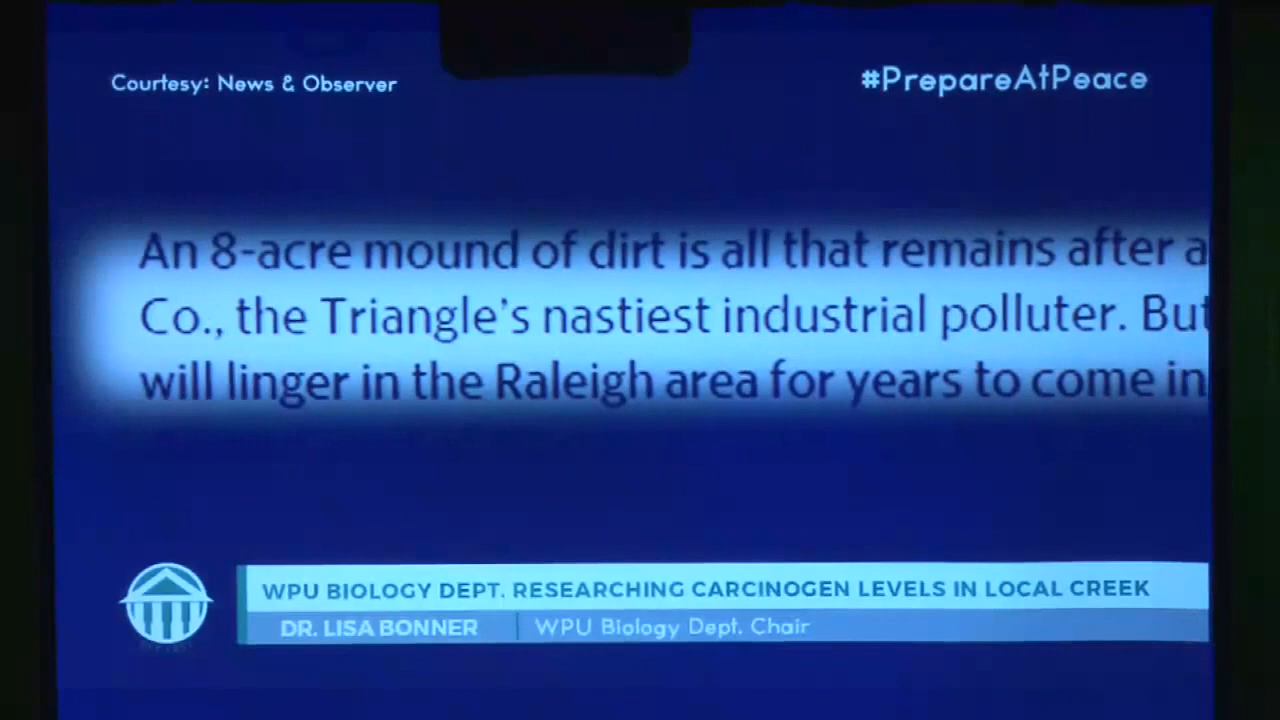 Courtesy: News & Observer
#PrepareAtPeace
An 8-acre mound of dirt is all that remains after a
Co., the Triangle's nastiest industrial polluter. But
will linger in the Raleigh area for years to come in
WPU BIOLOGY DEPT. RESEARCHING CARCINOGEN LEVELS IN LOCAL CREEK
DR. LISA BONNER
WPU Biology Dept. Chair